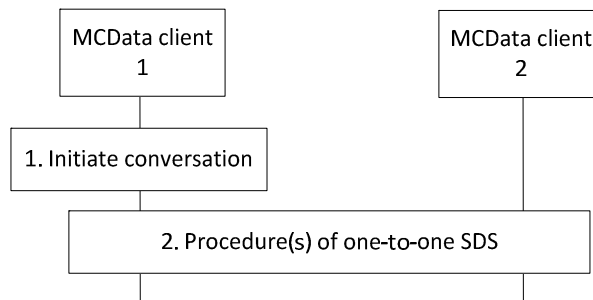 MCData client
1
MCData client
2
1. Initiate conversation
2. Procedure(s) of one-to-one SDS